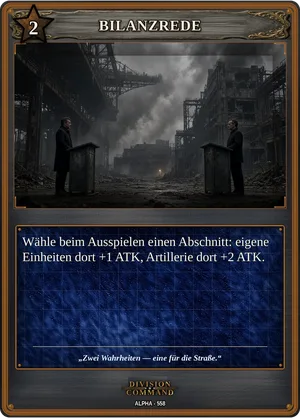 2
BILANZREDE
Wähle beim Ausspielen einen Abschnitt: eigene
Einheiten dort +1 ATK, Artillerie dort +2 ATK.
„Zwei Wahrheiten — eine für die Straße.“
DIVISION
COMMAND
ALPHA - 558